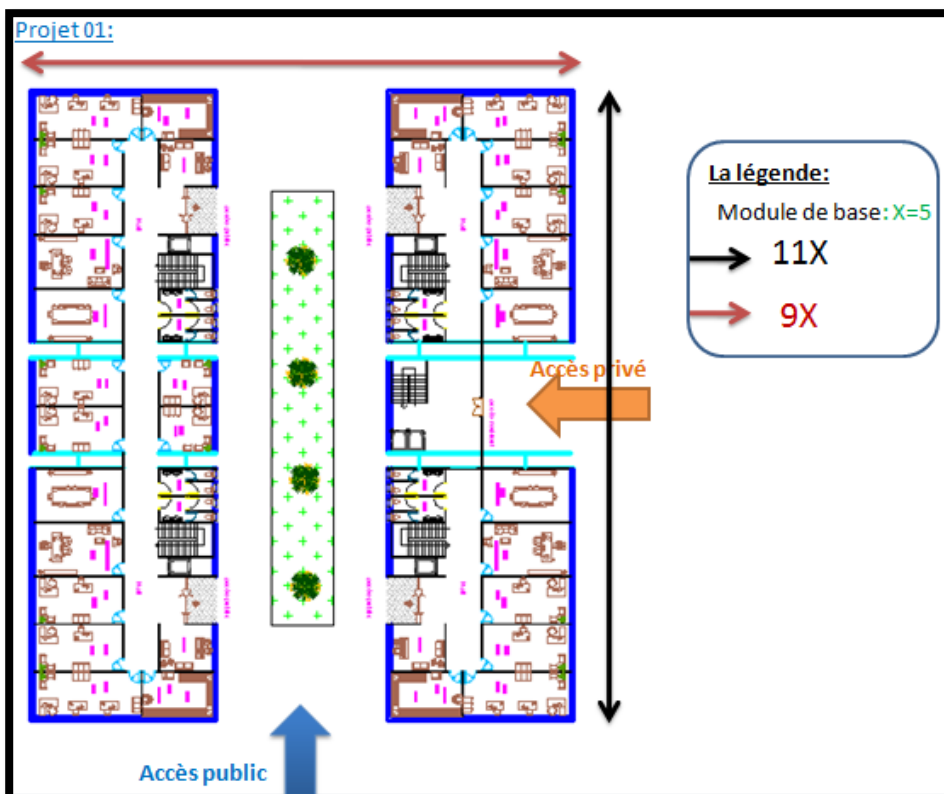 Projet 01:
La légende:
Module de base: X=5
11X
9X
Accès privé
Accès public